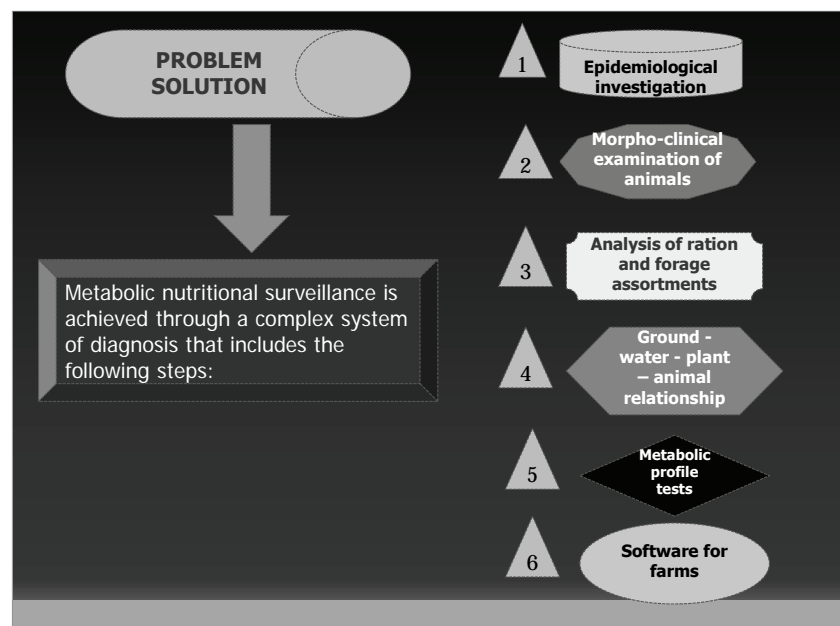 PROBLEM
SOLUTION
Metabolic nutritional surveillance is
achieved through a complex system
of diagnosis that includes the
following steps:
1
Epidemiological
investigation
2
Morpho-clinical
examination of
animals
3
Analysis of ration
and forage
assortments
4
Ground -
water - plant
– animal
relationship
5
Metabolic
profile
tests
6
Software for
farms